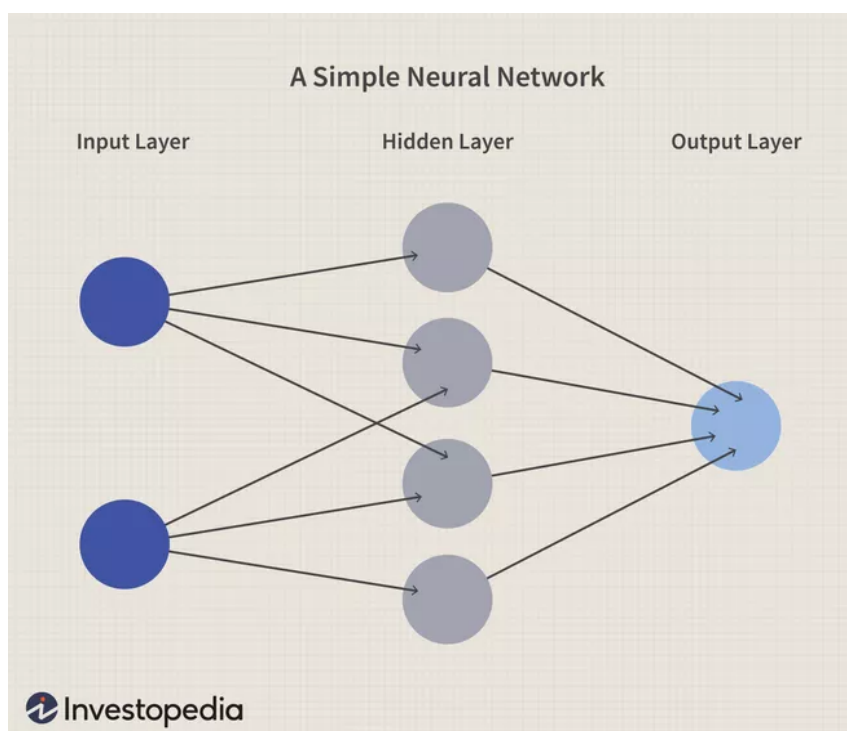 A Simple Neural Network
Input Layer Hidden Layer Output Layer
Investopedia